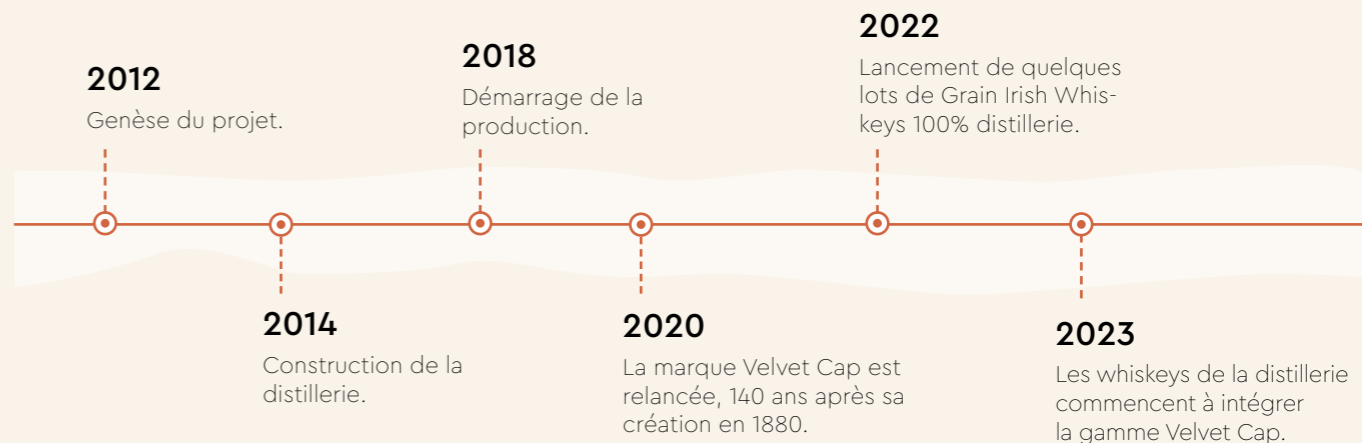 2012
Genèse du projet.
2014
Construction de la
distillerie.
2018
Démarrage de la
production.
2020
La marque Velvet Cap est
relancée, 140 ans après sa
création en 1880.
2022
Lancement de quelques
lots de Grain Irish Whis-
keys 100% distillerie.
2023
Les whiskeys de la distillerie
commencent à intégrer
la gamme Velvet Cap.